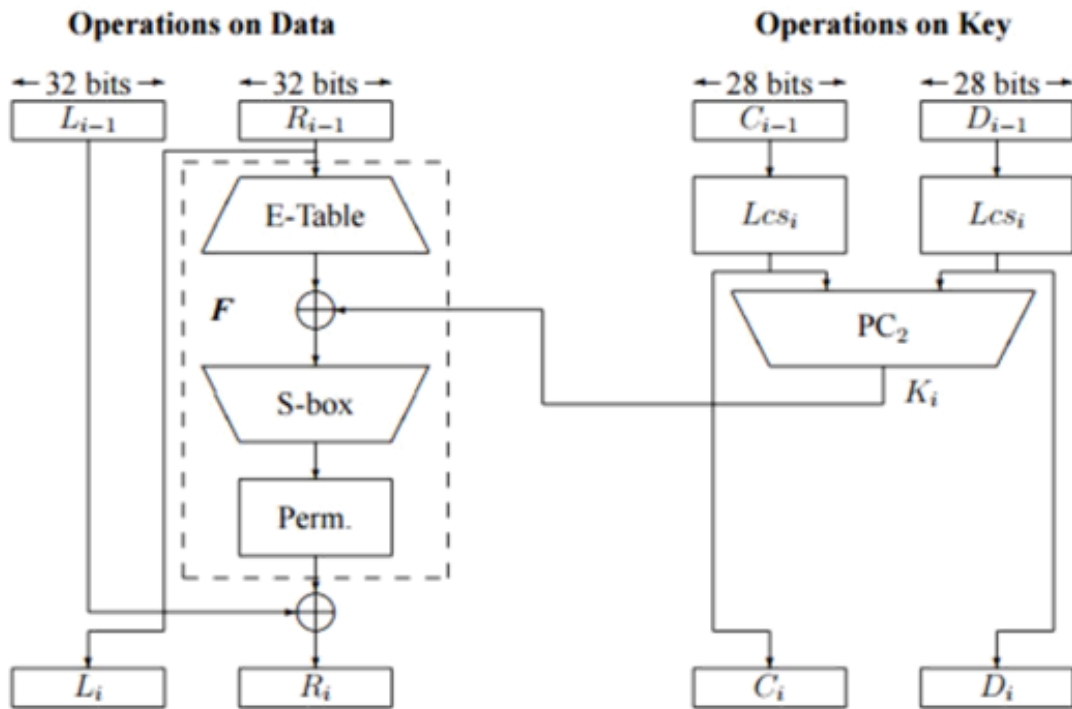 Operations on Data Operations on Key
32 bits 32 bits 28 bits 28 bits
L_{i-1} R_{i-1} C_{i-1} D_{i-1}
E-Table Lcs_i Lcs_i
F PC_2
S-box K_i
Perm.
L_i R_i C_i D_i